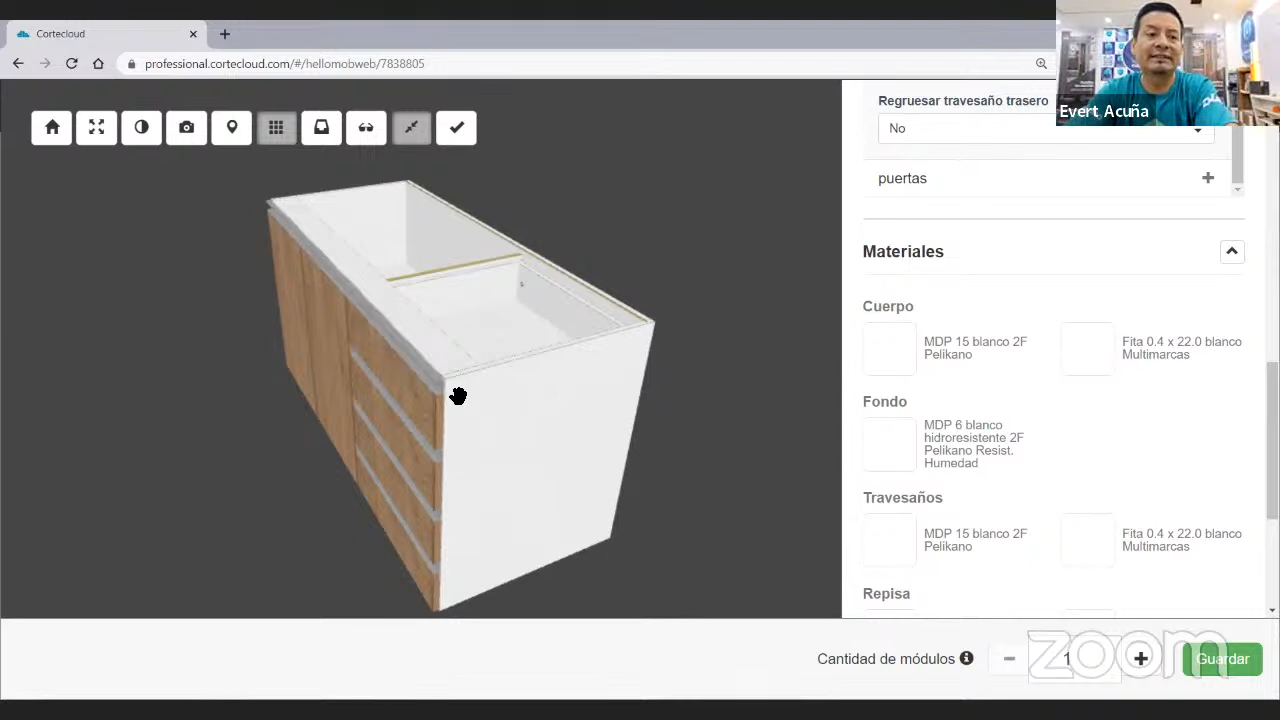 Cortecloud
professional.cortecloud.com/#/hellomobweb/7838805
Evert Acuña
Regruesar travesaño trasero
No
puertas
Materiales
Cuerpo
MDP 15 blanco 2F
Pelikano
Fita 0.4 x 22.0 blanco
Multimarcas
Fondo
MDP 6 blanco
hidroresistente 2F
Pelikano Resist.
Humedad
Travesaños
MDP 15 blanco 2F
Pelikano
Fita 0.4 x 22.0 blanco
Multimarcas
Repisa
Cantidad de módulos
1
Guardar
zoom